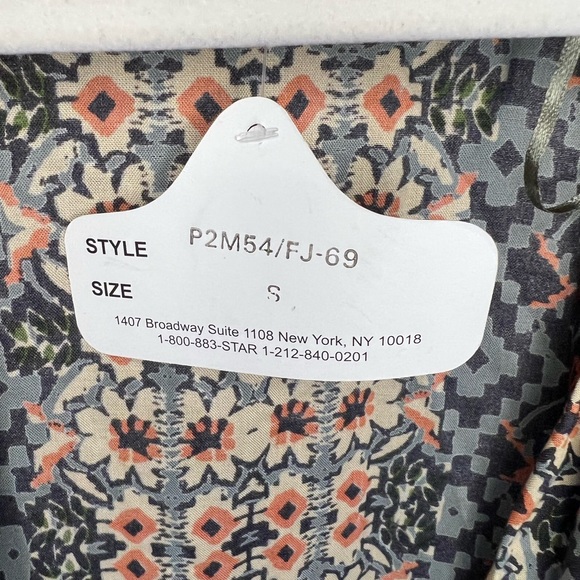 STYLE P2M54/FJ-69
SIZE S
1407 Broadway Suite 1108 New York, NY 10018
1-800-883-STAR 1-212-840-0201